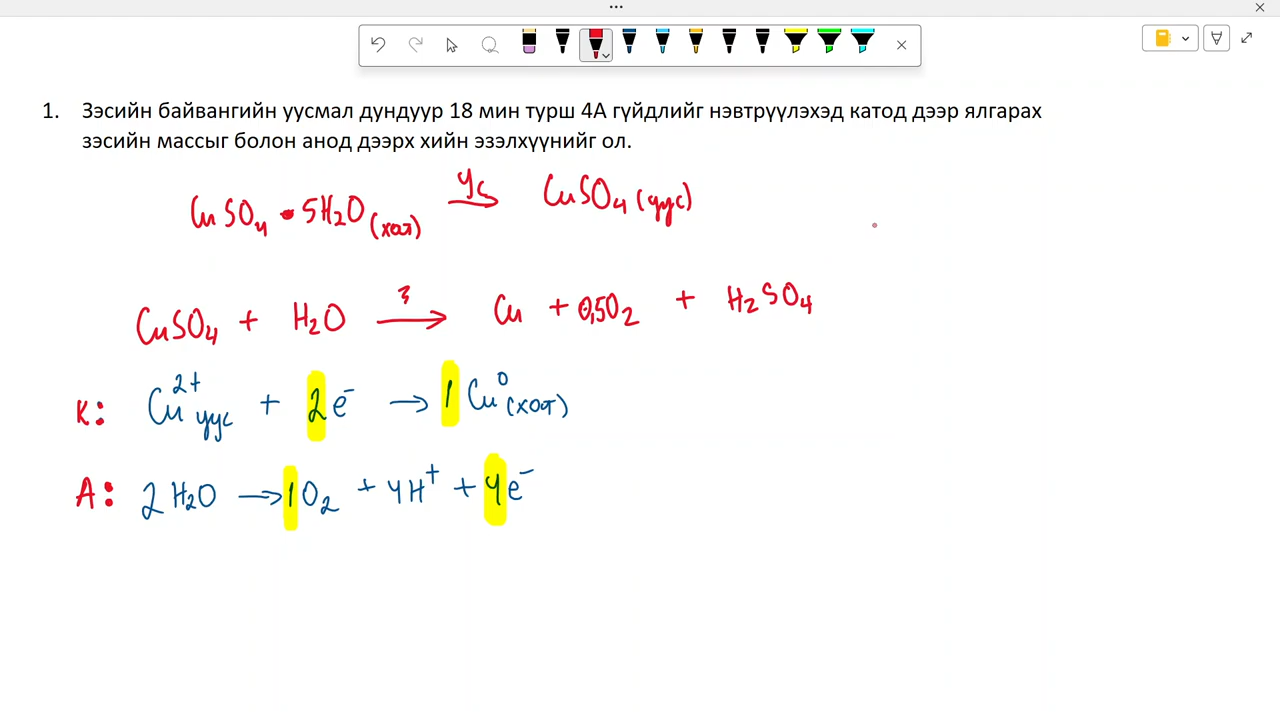 1. Зэсийн байвангийн уусмал дундуур 18 мин турш 4А гүйдлийг нэвтрүүлэхэд катод дээр ялгарах
зэсийн массыг болон анод дээрх хийн эзэлхүүнийг ол.
CuSO₄ • 5H₂O (хат) ус → CuSO₄ (уус)
CuSO₄ + H₂O з → Cu + 0,5O₂ + H₂SO₄
К: Cu²⁺ уус + 2e⁻ → 1 Cu⁰ (хат)
А: 2H₂O → 1O₂ + 4H⁺ + 4e⁻